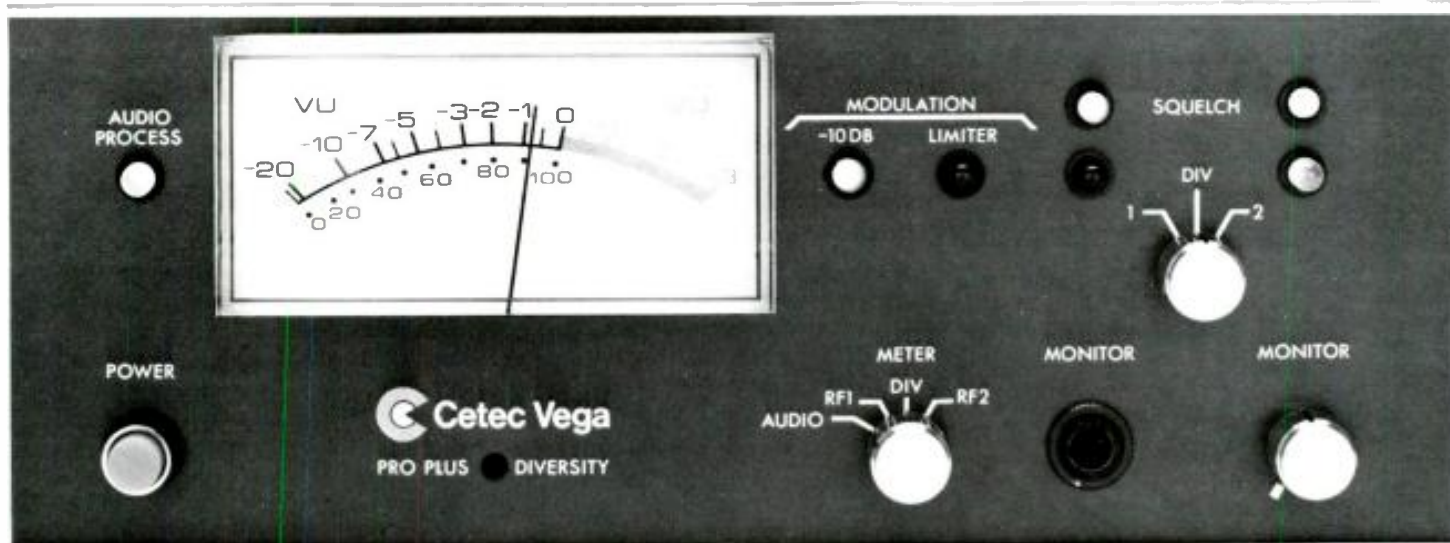 AUDIO
PROCESS
VU
-20 -10 -7 -5 -3 -2 -1 0
0 20 40 60 80 100
MODULATION
-10 DB LIMITER
SQUELCH
DIV
1 2
POWER
Cetec Vega
PRO PLUS DIVERSITY
METER
DIV
RF1 RF2
AUDIO
MONITOR
MONITOR